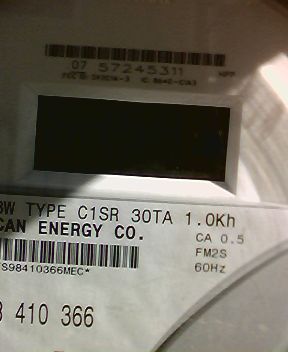 07 57245311
3W TYPE C1SR 30TA 1.0Kh
CAN ENERGY CO.
CA 0.5
FM2S
S98410366MEC*
60Hz
8 410 366